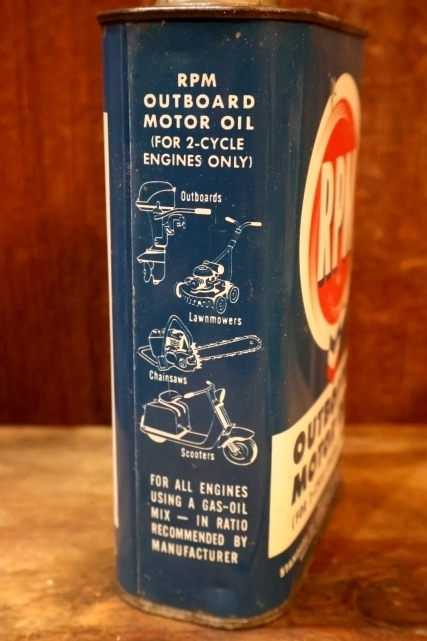 RPM
OUTBOARD
MOTOR OIL
(FOR 2-CYCLE
ENGINES ONLY)
Outboards
Lawnmowers
Chainsaws
Scooters
FOR ALL ENGINES
USING A GAS-OIL
MIX — IN RATIO
RECOMMENDED BY
MANUFACTURER
RPM